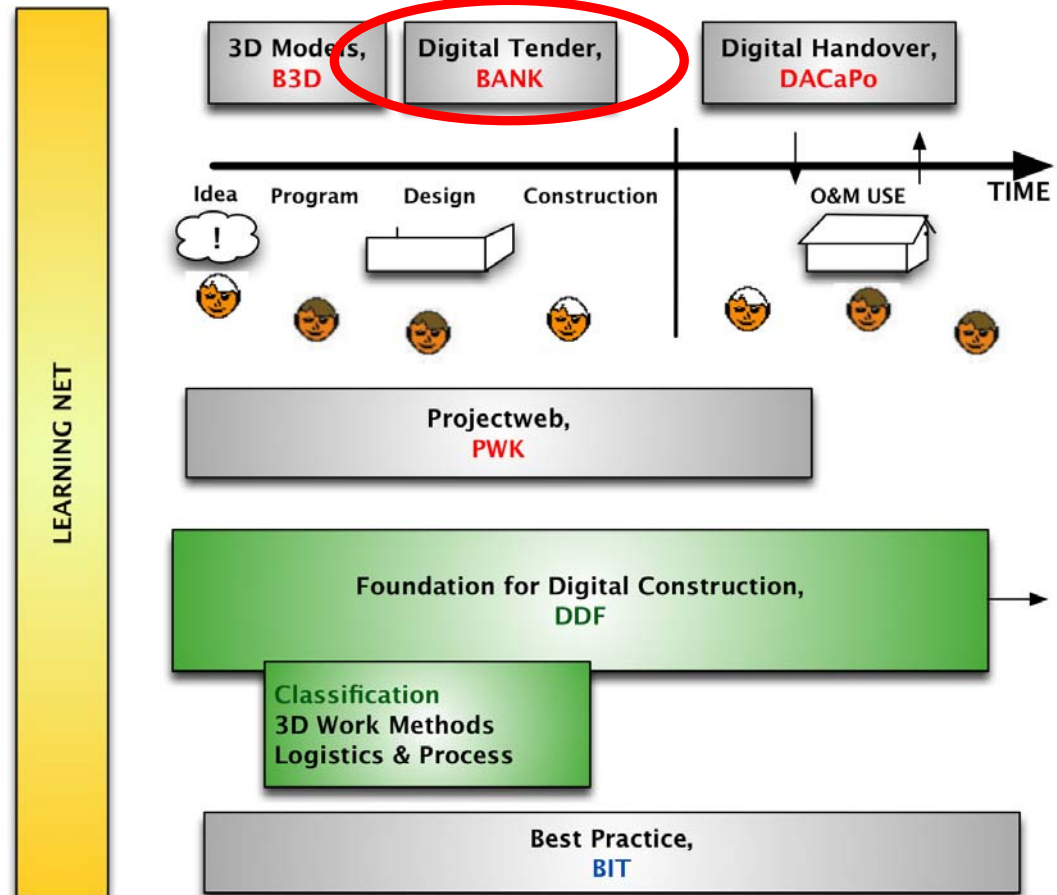 LEARNING NET
3D Models,
B3D
Digital Tender,
BANK
Digital Handover,
DACaPo
TIME
Idea
Program
Design
Construction
O&M USE
!
Projectweb,
PWK
Foundation for Digital Construction,
DDF
Classification
3D Work Methods
Logistics & Process
Best Practice,
BIT